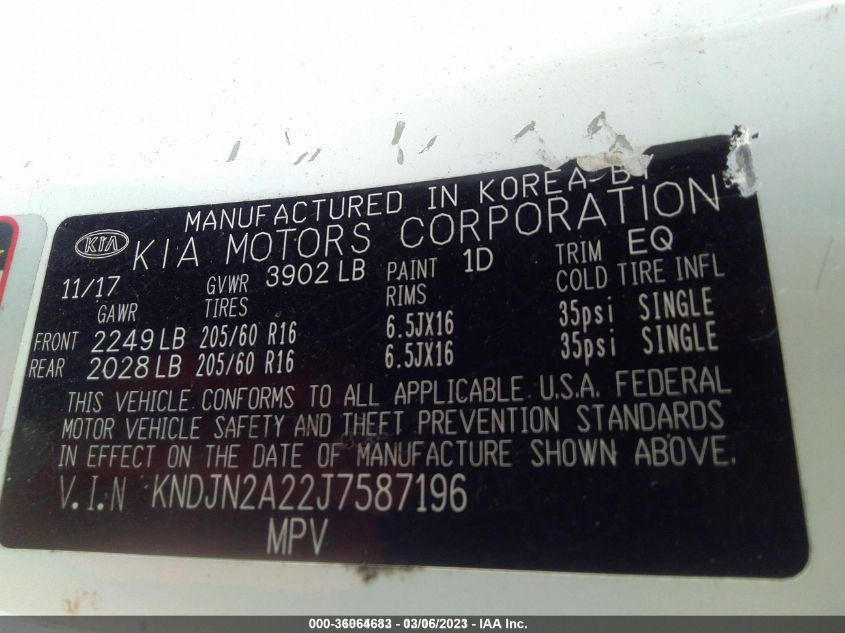 MANUFACTURED IN KOREA BY
KIA KIA MOTORS CORPORATION
11/17 GVWR 3902 LB PAINT 1D TRIM EQ
GAWR TIRES RIMS COLD TIRE INFL
FRONT 2249 LB 205/60 R16 6.5JX16 35psi SINGLE
REAR 2028 LB 205/60 R16 6.5JX16 35psi SINGLE
THIS VEHICLE CONFORMS TO ALL APPLICABLE U.S.A. FEDERAL
MOTOR VEHICLE SAFETY AND THEFT PREVENTION STANDARDS
IN EFFECT ON THE DATE OF MANUFACTURE SHOWN ABOVE.
V.I.N KNDJN2A22J7587196
MPV
000-36064683 - 03/06/2023 - IAA Inc.